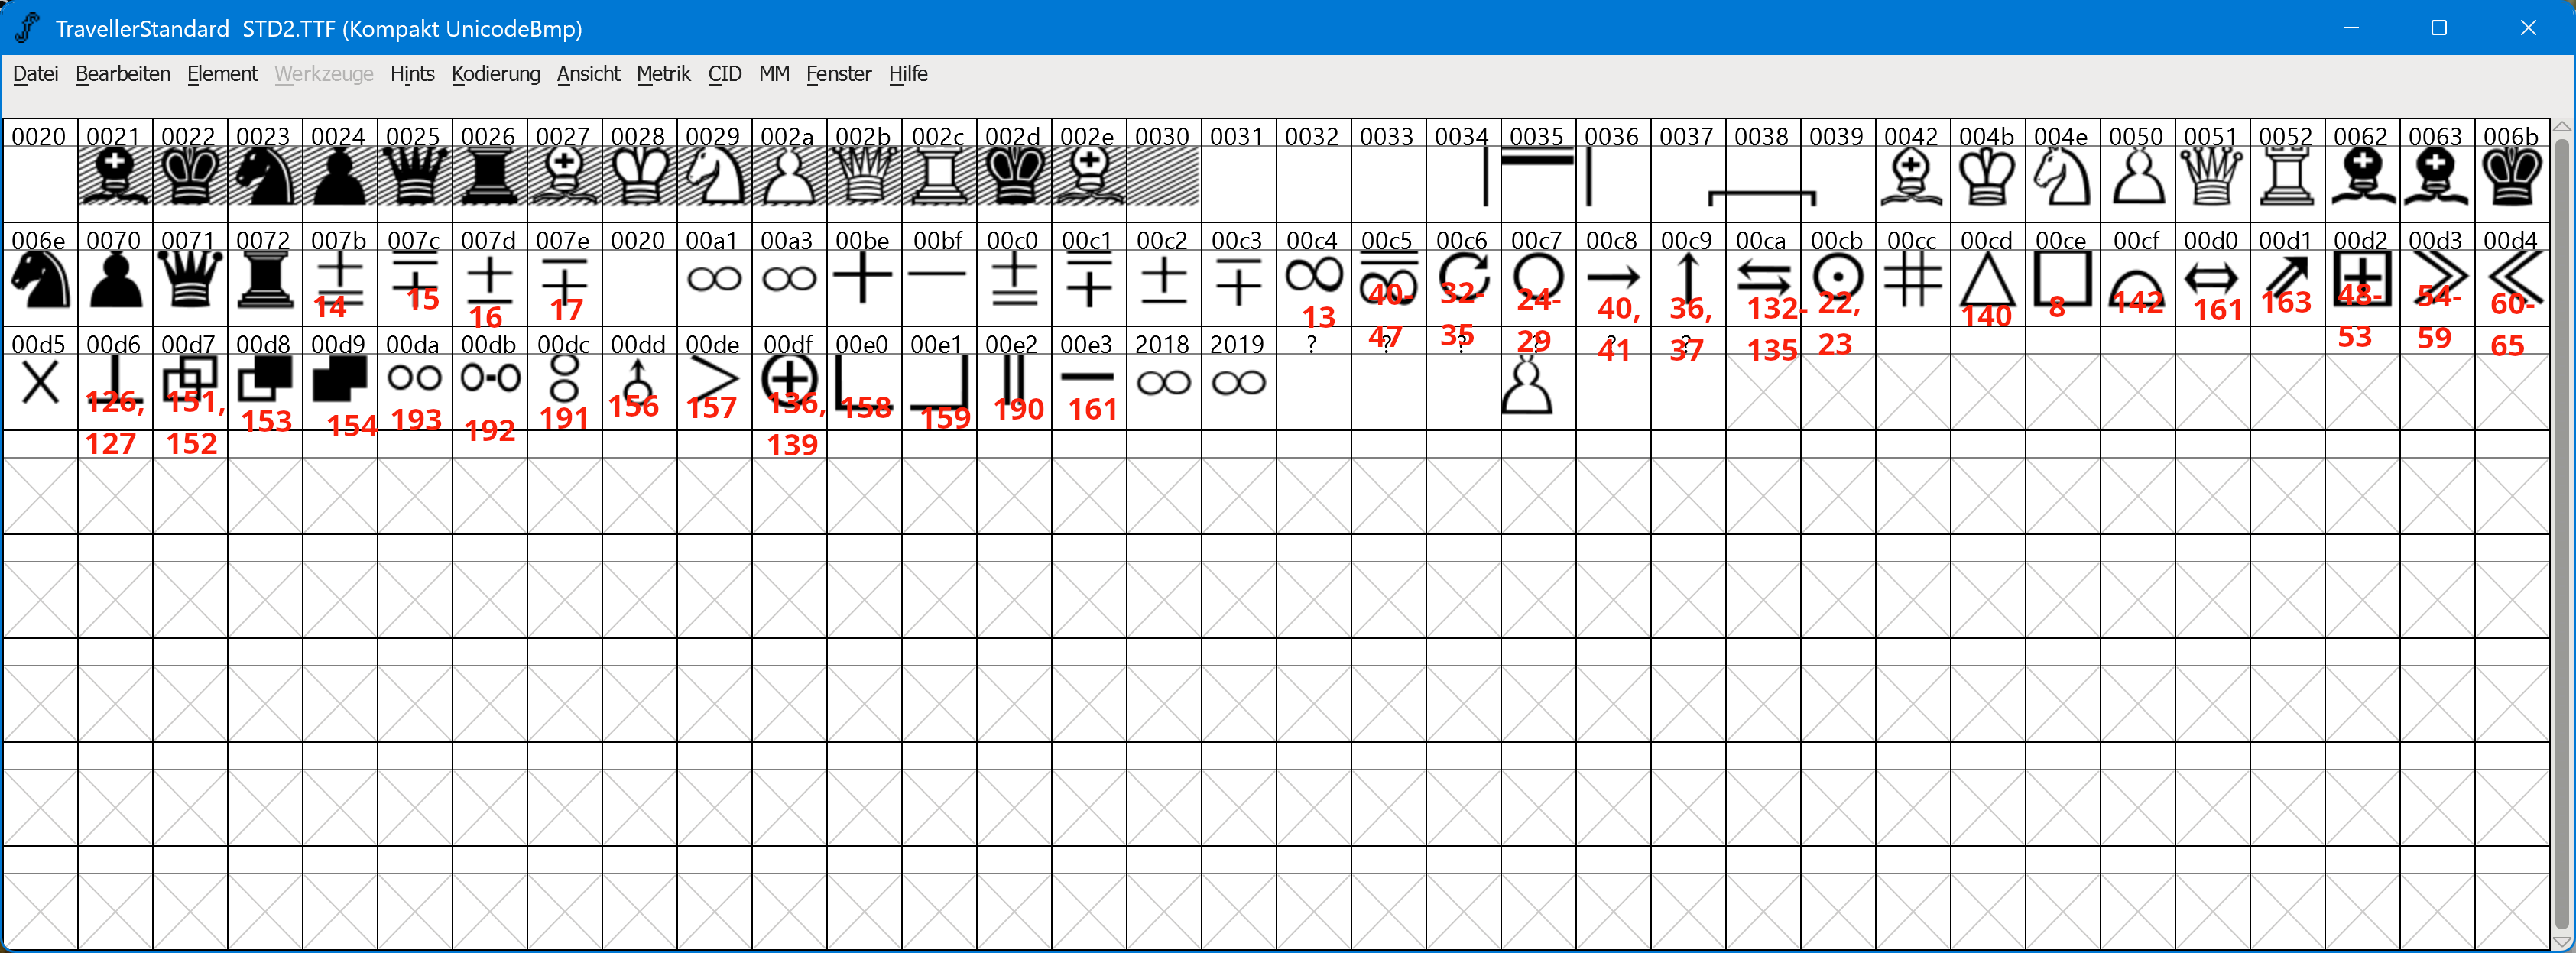 TravellerStandard STD2.TTF (Kompakt UnicodeBmp)
Datei Bearbeiten Element Werkzeuge Hints Kodierung Ansicht Metrik CID MM Fenster Hilfe
0020 0021 0022 0023 0024 0025 0026 0027 0028 0029 002a 002b 002c 002d 002e 0030 0031 0032 0033 0034 0035 0036 0037 0038 0039 0042 004b 004e 0050 0051 0052 0062 0063 006b
006e 0070 0071 0072 007b 007c 007d 007e 0020 00a1 00a3 00be 00bf 00c0 00c1 00c2 00c3 00c4 00c5 00c6 00c7 00c8 00c9 00ca 00cb 00cc 00cd 00ce 00cf 00d0 00d1 00d2 00d3 00d4
14 15 16 17 13 40-47 32-35 24-29 40, 41 36, 37 132-135 22, 23 140 8 142 161 163 48-53 54-59 60-65
00d5 00d6 00d7 00d8 00d9 00da 00db 00dc 00dd 00de 00df 00e0 00e1 00e2 00e3 2018 2019 ? ? ? ? ? ?
126, 127 151, 152 153 154 193 192 191 156 157 136, 139 158 159 190 161